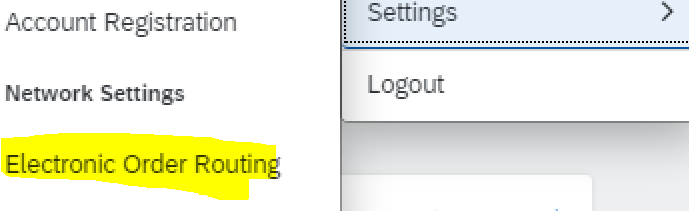 Account Registration
Network Settings
Electronic Order Routing
Settings
Logout